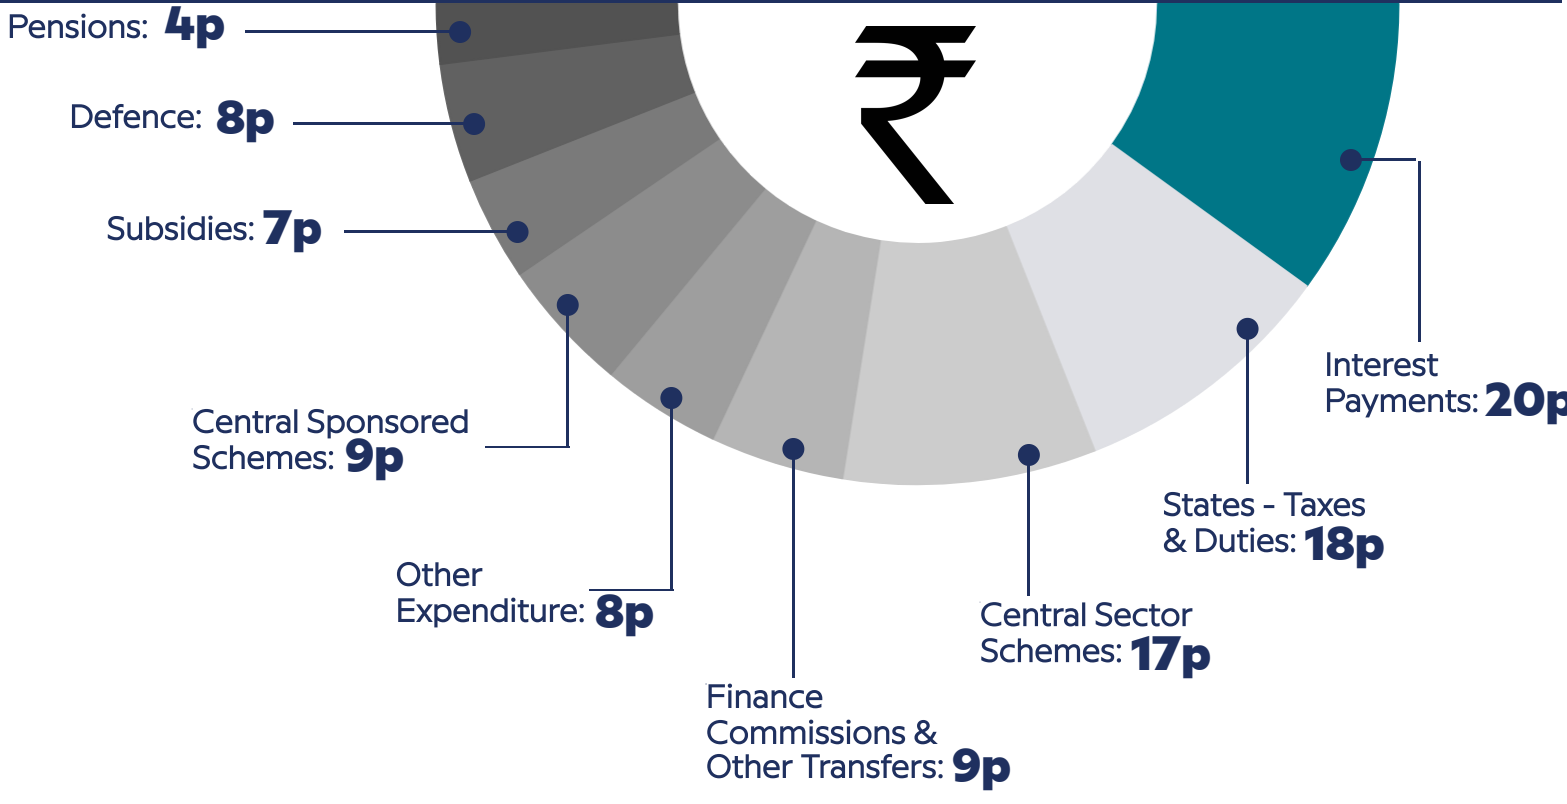 Pensions: 4p
Defence: 8p
Subsidies: 7p
Central Sponsored
Schemes: 9p
Other
Expenditure: 8p
Finance
Commissions &
Other Transfers: 9p
Central Sector
Schemes: 17p
States - Taxes
& Duties: 18p
Interest
Payments: 20p
₹